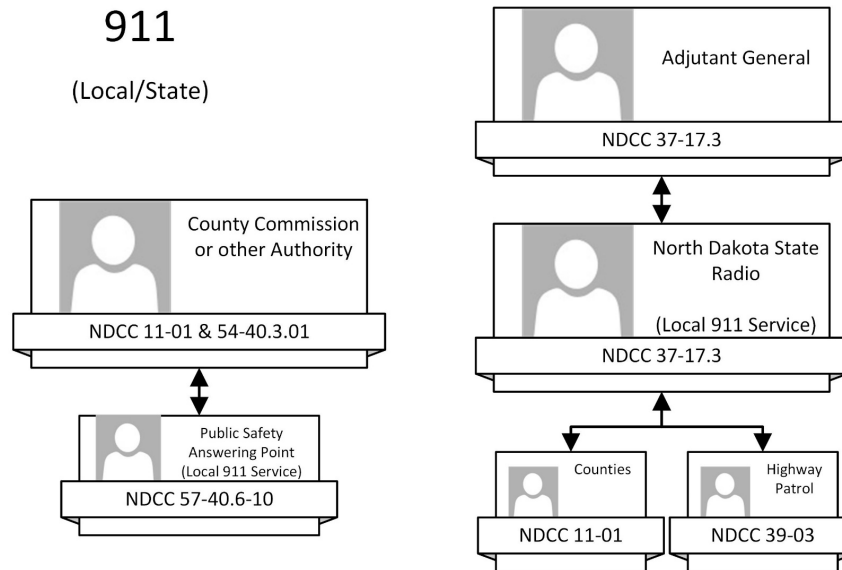 911
(Local/State)
County Commission
or other Authority
NDCC 11-01 & 54-40.3.01
Public Safety
Answering Point
(Local 911 Service)
NDCC 57-40.6-10
Adjutant General
NDCC 37-17.3
North Dakota State
Radio
(Local 911 Service)
NDCC 37-17.3
Counties
NDCC 11-01
Highway
Patrol
NDCC 39-03